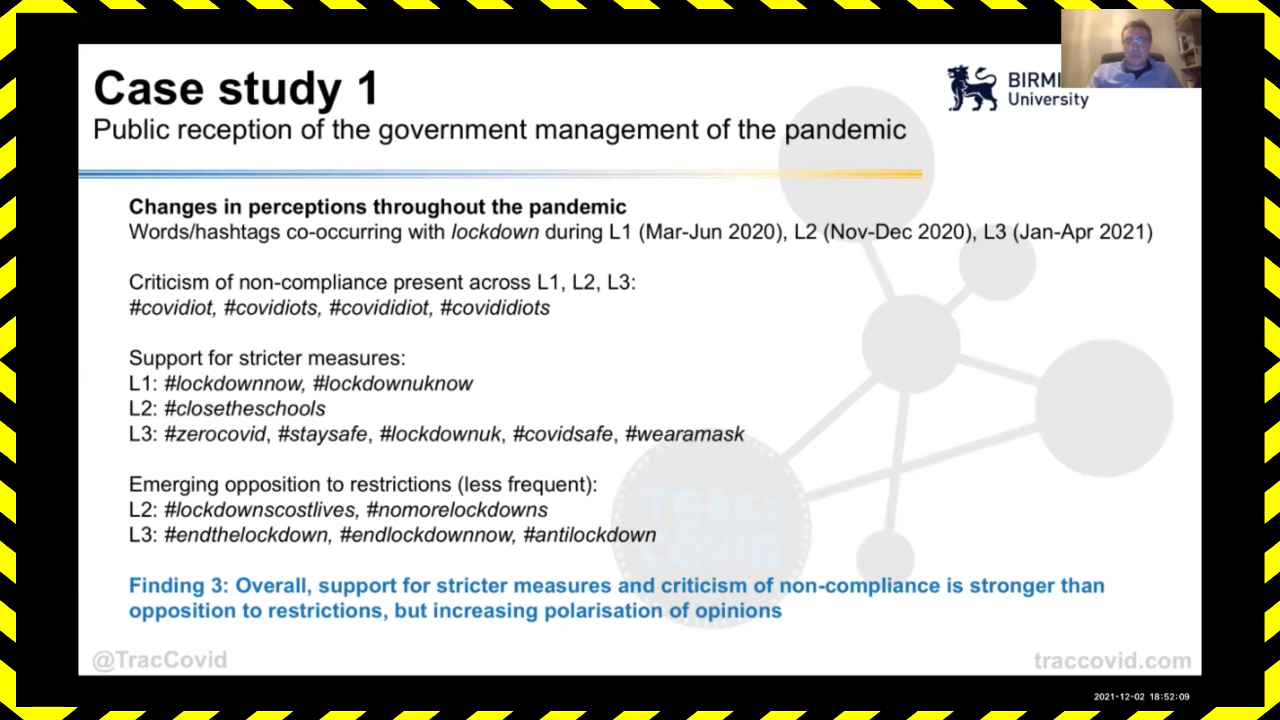 Case study 1
Public reception of the government management of the pandemic
BIRM
University
Changes in perceptions throughout the pandemic
Words/hashtags co-occurring with lockdown during L1 (Mar-Jun 2020), L2 (Nov-Dec 2020), L3 (Jan-Apr 2021)
Criticism of non-compliance present across L1, L2, L3:
#covidiot, #covidiots, #covididiot, #covididiots
Support for stricter measures:
L1: #lockdownnow, #lockdownuknow
L2: #closetheschools
L3: #zerocovid, #staysafe, #lockdownuk, #covidsafe, #wearamask
Emerging opposition to restrictions (less frequent):
L2: #lockdownscostlives, #nomorelockdowns
L3: #endthelockdown, #endlockdownnow, #antilockdown
TRAC:
COVID
Finding 3: Overall, support for stricter measures and criticism of non-compliance is stronger than
opposition to restrictions, but increasing polarisation of opinions
@TracCovid
traccovid.com
2021-12-02 18:52:09